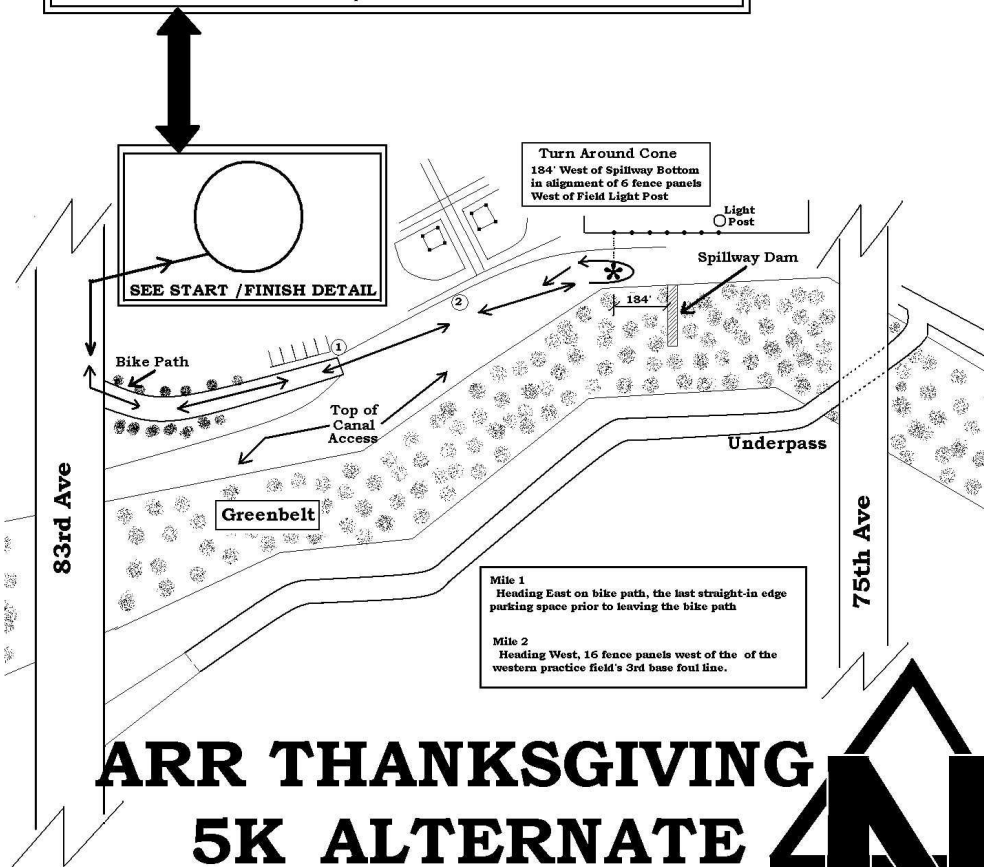 Turn Around Cone
184' West of Spillway Bottom
in alignment of 6 fence panels
West of Field Light Post
Light
Post
SEE START /FINISH DETAIL
Spillway Dam
2
184'
1
Bike Path
Top of
Canal
Access
Underpass
83rd Ave
Greenbelt
75th Ave
Mile 1
Heading East on bike path, the last straight-in edge
parking space prior to leaving the bike path
Mile 2
Heading West, 16 fence panels west of the of the
western practice field's 3rd base foul line.
ARR THANKSGIVING
5K ALTERNATE
N